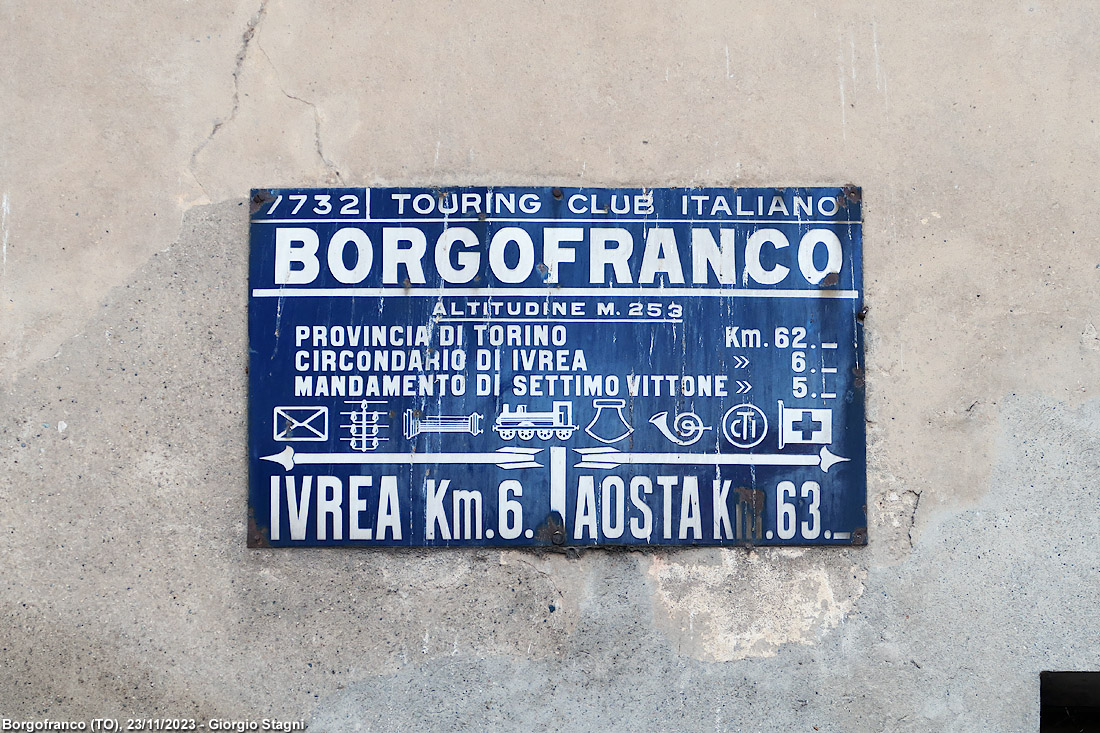 7732 TOURING CLUB ITALIANO
BORGOFRANCO
ALTITUDINE M. 253
PROVINCIA DI TORINO Km. 62._
CIRCONDARIO DI IVREA » 6._
MANDAMENTO DI SETTIMO VITTONE » 5._
CTI
IVREA Km. 6. AOSTA Km. 63._
Borgofranco (TO), 23/11/2023 - Giorgio Stagni